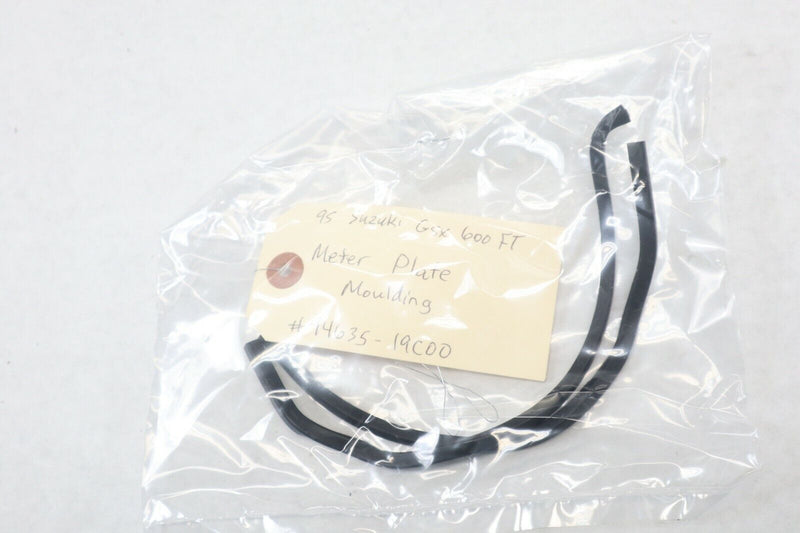 95 Suzuki Gsx 600 FT
Meter Plate
Moulding
# 14635-19C00